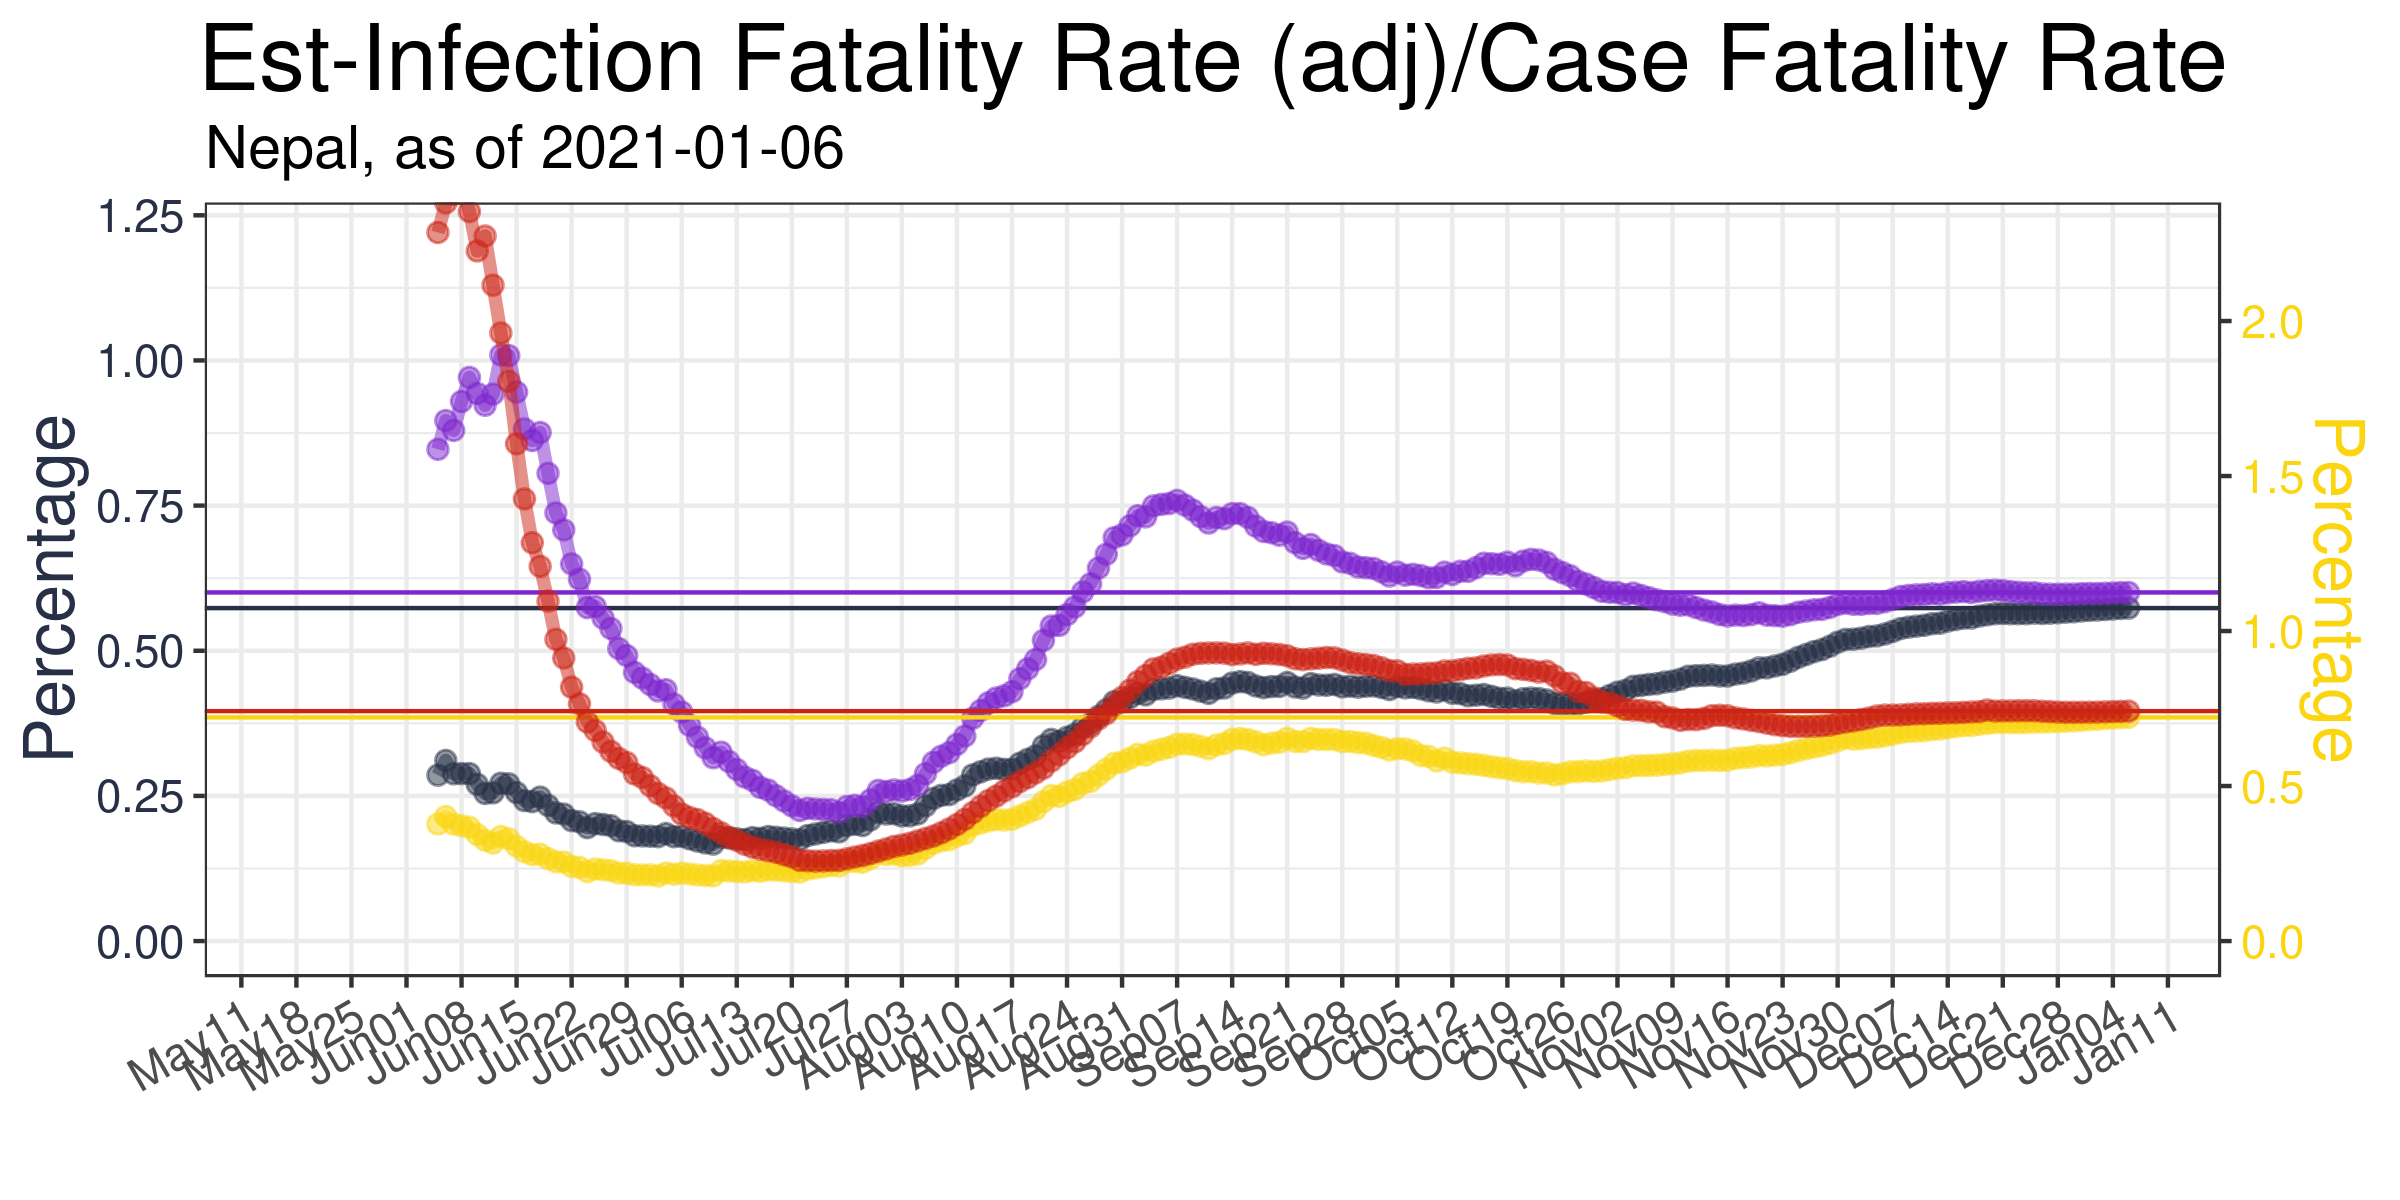 Est-Infection Fatality Rate (adj)/Case Fatality Rate
Nepal, as of 2021-01-06
Percentage
1.25
1.00
0.75
0.50
0.25
0.00
2.0
1.5
1.0
0.5
0.0
Percentage
May11
May18
May25
Jun01
Jun08
Jun15
Jun22
Jun29
Jul06
Jul13
Jul20
Jul27
Aug03
Aug10
Aug17
Aug24
Aug31
Sep07
Sep14
Sep21
Sep28
Oct05
Oct12
Oct19
Oct26
Nov02
Nov09
Nov16
Nov23
Nov30
Dec07
Dec14
Dec21
Dec28
Jan04
Jan11